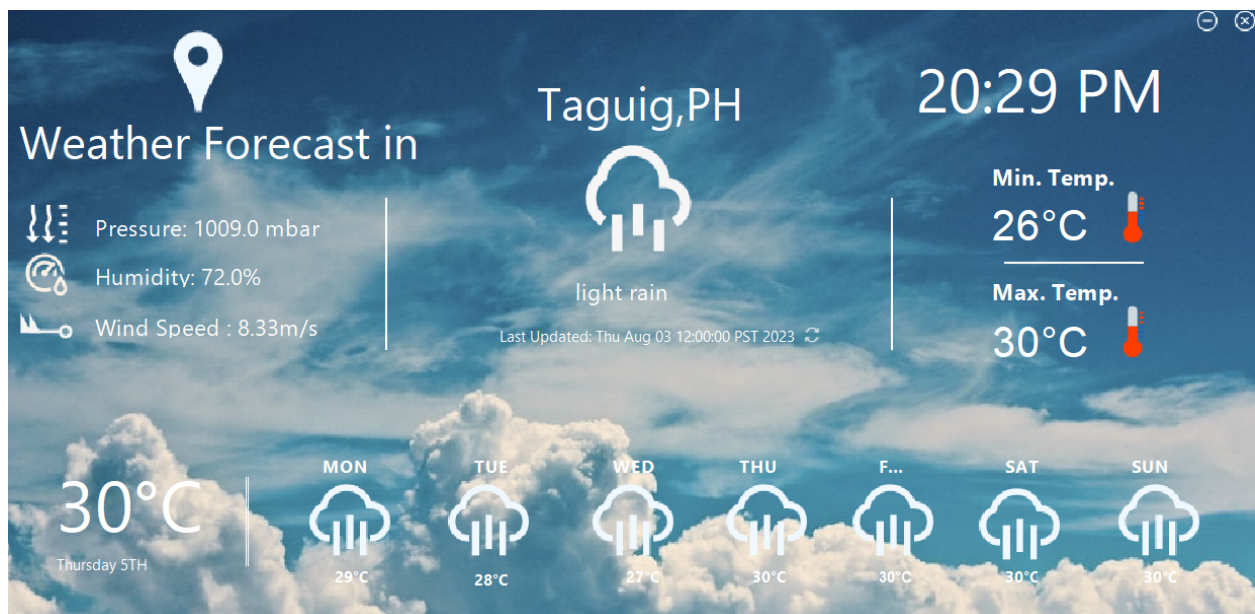 Weather Forecast in
Taguig,PH
20:29 PM
Pressure: 1009.0 mbar
Humidity: 72.0%
Wind Speed : 8.33m/s
light rain
Last Updated: Thu Aug 03 12:00:00 PST 2023
Min. Temp.
26°C
Max. Temp.
30°C
30°C
Thursday 5TH
MON TUE WED THU F... SAT SUN
29°C 28°C 27°C 30°C 30°C 30°C 30°C